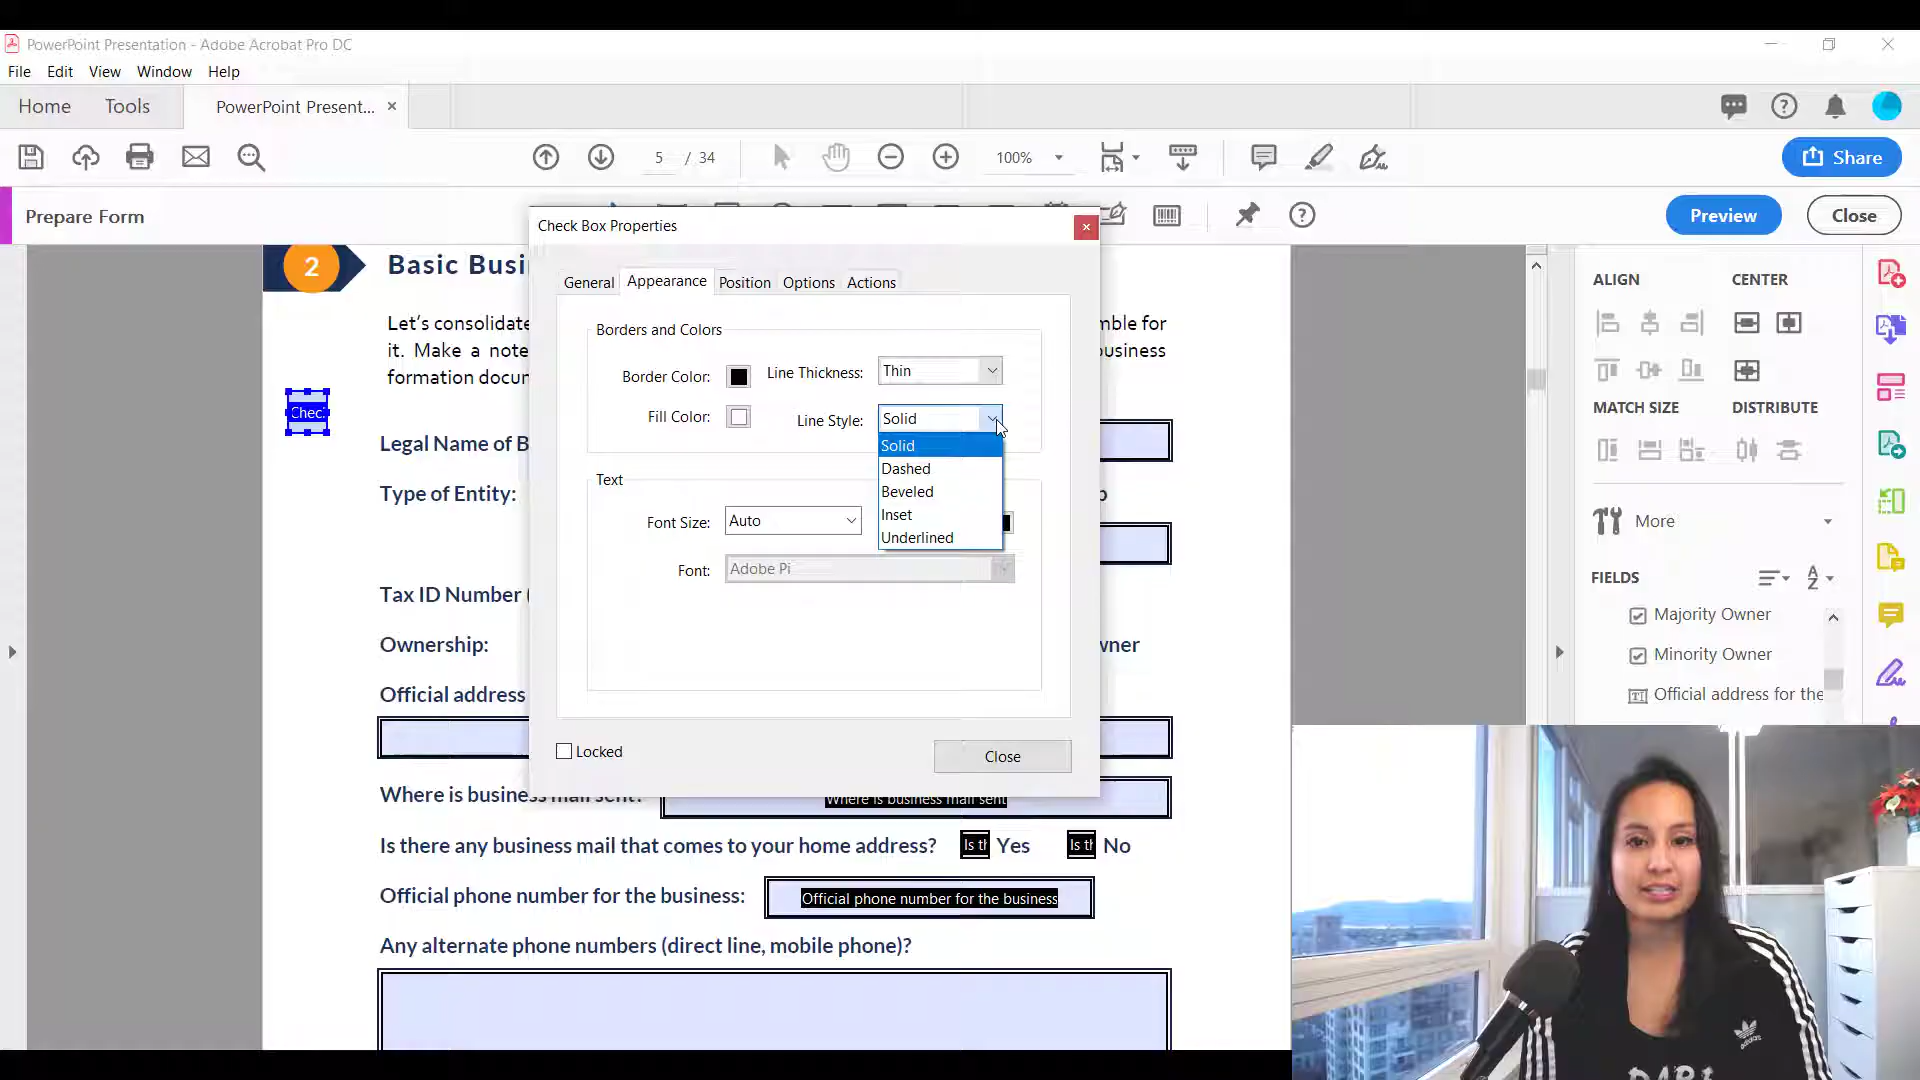 PowerPoint Presentation - Adobe Acrobat Pro DC
File Edit View Window Help
Home Tools PowerPoint Present...
5 / 34 100% Share
Prepare Form Preview Close
Check Box Properties
General Appearance Position Options Actions
Borders and Colors
Border Color: Line Thickness: Thin
Fill Color: Line Style: Solid
Solid
Dashed
Beveled
Inset
Underlined
Text
Font Size: Auto
Font: Adobe Pi
Locked Close
2 Basic Busi
Let's consolidate mble for
it. Make a note business
formation docun
Chec
Legal Name of B
Type of Entity:
Tax ID Number (
Ownership: wner
Official address
Where is business mail sent?
Where is business mail sent
Is there any business mail that comes to your home address? Is th Yes Is th No
Official phone number for the business: Official phone number for the business
Any alternate phone numbers (direct line, mobile phone)?
ALIGN CENTER
MATCH SIZE DISTRIBUTE
More
FIELDS
Majority Owner
Minority Owner
Official address for the
adidas